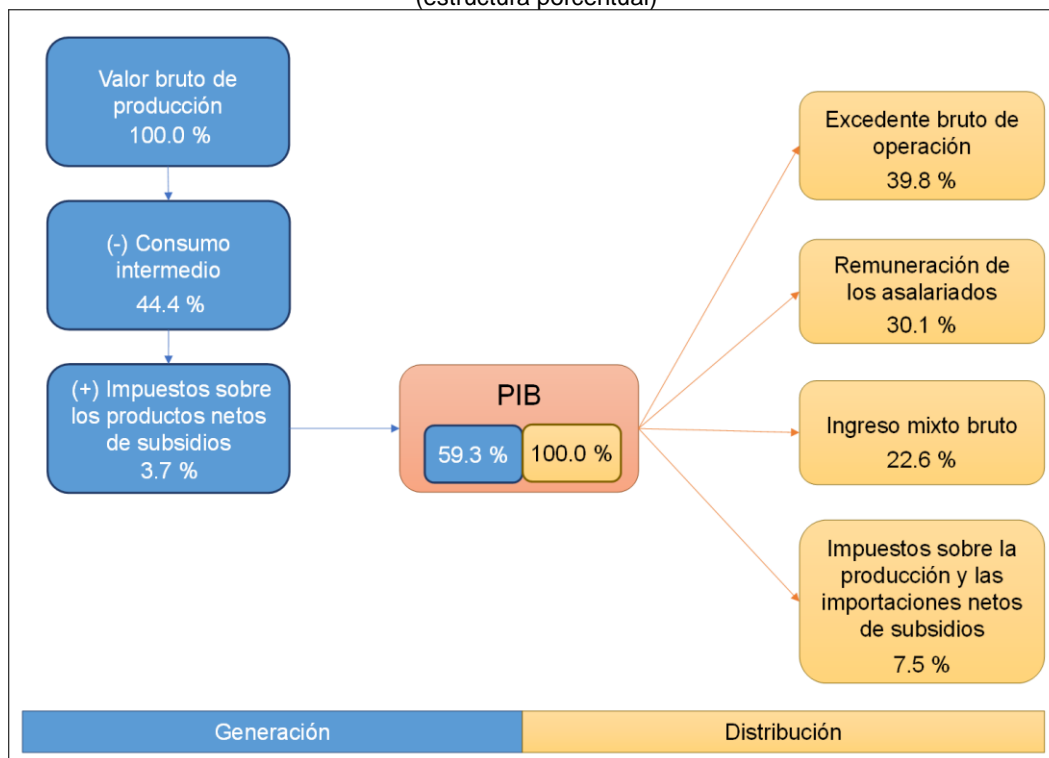 (estructura porcentual)
Valor bruto de
producción
100.0 %
(-) Consumo
intermedio
44.4 %
(+) Impuestos sobre
los productos netos
de subsidios
3.7 %
PIB
59.3 %
100.0 %
Excedente bruto de
operación
39.8 %
Remuneración de
los asalariados
30.1 %
Ingreso mixto bruto
22.6 %
Impuestos sobre la
producción y las
importaciones netos
de subsidios
7.5 %
Generación
Distribución